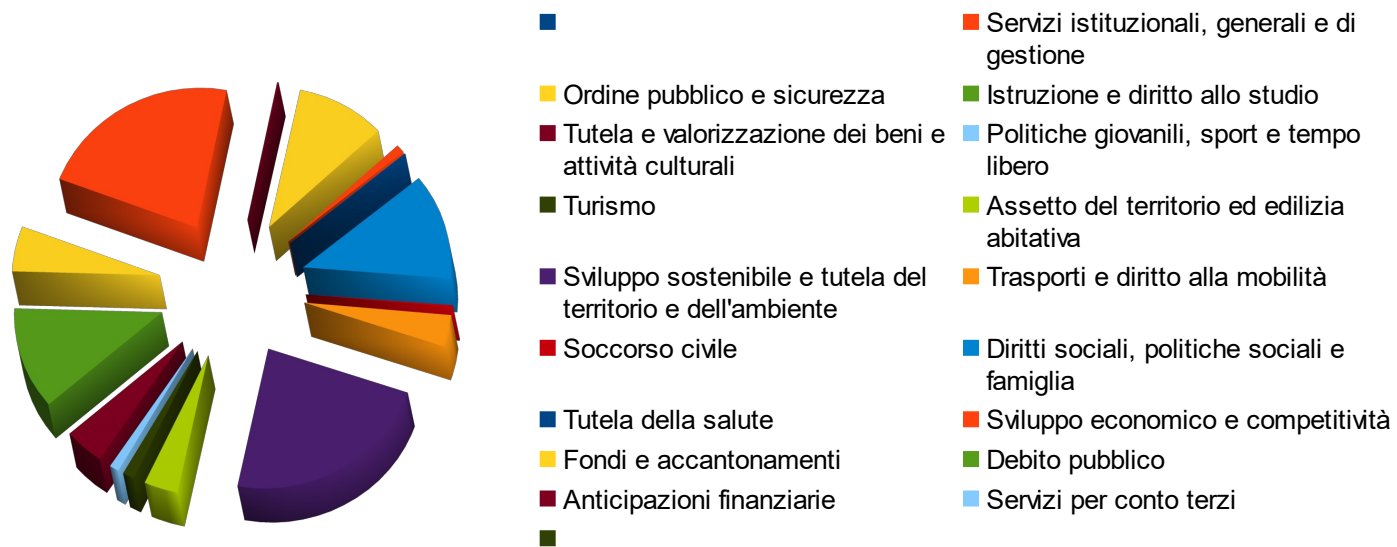 Servizi istituzionali, generali e di
gestione
Ordine pubblico e sicurezza
Istruzione e diritto allo studio
Tutela e valorizzazione dei beni e
attività culturali
Politiche giovanili, sport e tempo
libero
Turismo
Assetto del territorio ed edilizia
abitativa
Sviluppo sostenibile e tutela del
territorio e dell'ambiente
Trasporti e diritto alla mobilità
Soccorso civile
Diritti sociali, politiche sociali e
famiglia
Tutela della salute
Sviluppo economico e competitività
Fondi e accantonamenti
Debito pubblico
Anticipazioni finanziarie
Servizi per conto terzi